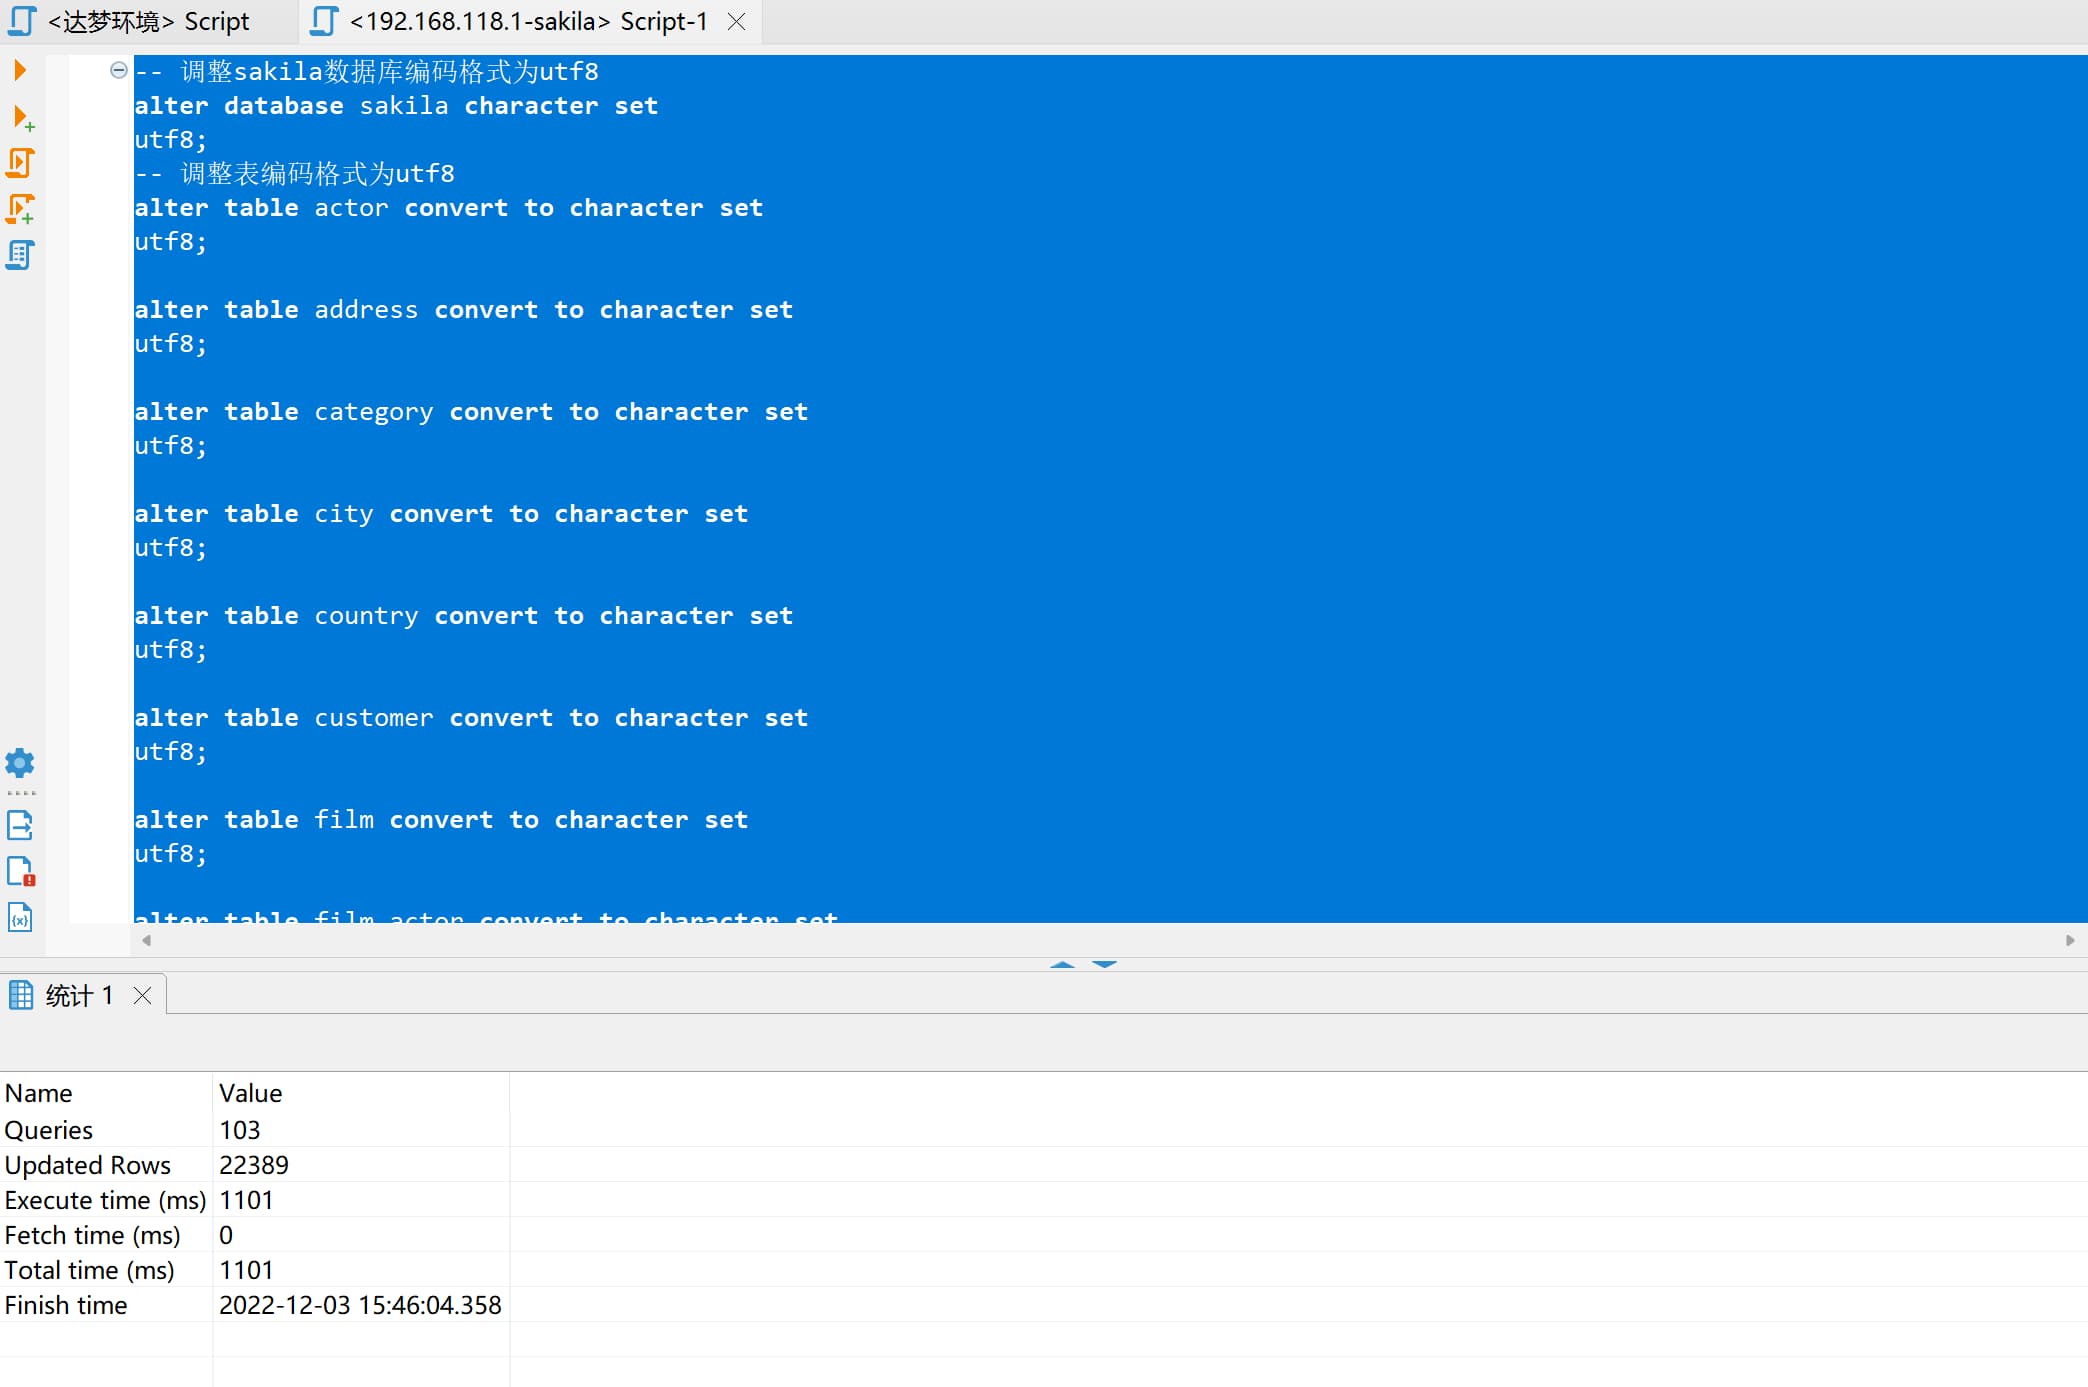 <达梦环境> Script
<192.168.118.1-sakila> Script-1
-- 调整sakila数据库编码格式为utf8
alter database sakila character set
utf8;
-- 调整表编码格式为utf8
alter table actor convert to character set
utf8;
alter table address convert to character set
utf8;
alter table category convert to character set
utf8;
alter table city convert to character set
utf8;
alter table country convert to character set
utf8;
alter table customer convert to character set
utf8;
alter table film convert to character set
utf8;
alter table film_actor convert to character set
统计 1
Name Value
Queries 103
Updated Rows 22389
Execute time (ms) 1101
Fetch time (ms) 0
Total time (ms) 1101
Finish time 2022-12-03 15:46:04.358